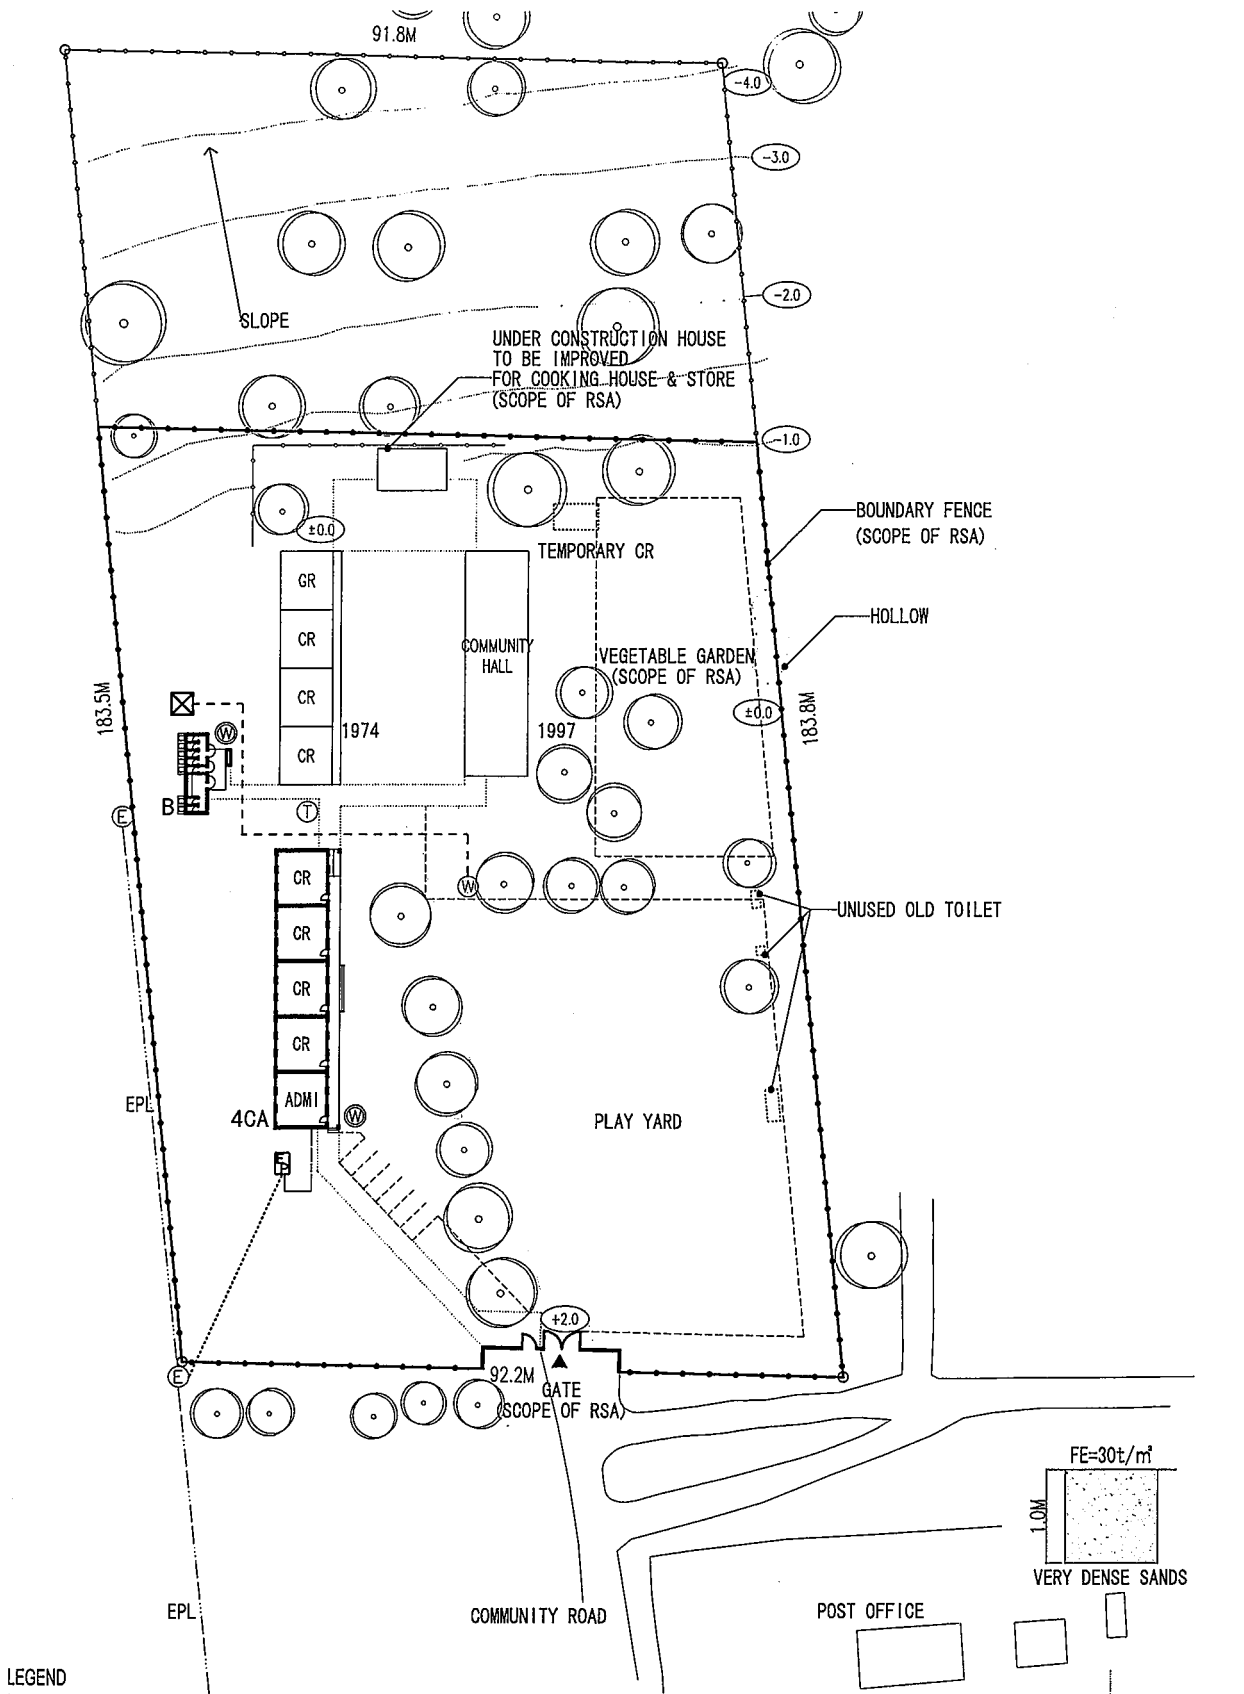 91.8M
-4.0
-3.0
-2.0
SLOPE
UNDER CONSTRUCTION HOUSE
TO BE IMPROVED
FOR COOKING HOUSE & STORE
(SCOPE OF RSA)
-1.0
BOUNDARY FENCE
(SCOPE OF RSA)
±0.0
TEMPORARY CR
GR
HOLLOW
CR
COMMUNITY
HALL
VEGETABLE GARDEN
(SCOPE OF RSA)
183.5M
CR
±0.0
183.8M
W
1974
1997
CR
B
T
E
CR
W
UNUSED OLD TOILET
CR
CR
CR
EPL
ADMI
4CA
W
PLAY YARD
+2.0
E
92.2M
GATE
(SCOPE OF RSA)
FE=30t/㎡
1.0M
VERY DENSE SANDS
EPL
COMMUNITY ROAD
POST OFFICE
LEGEND